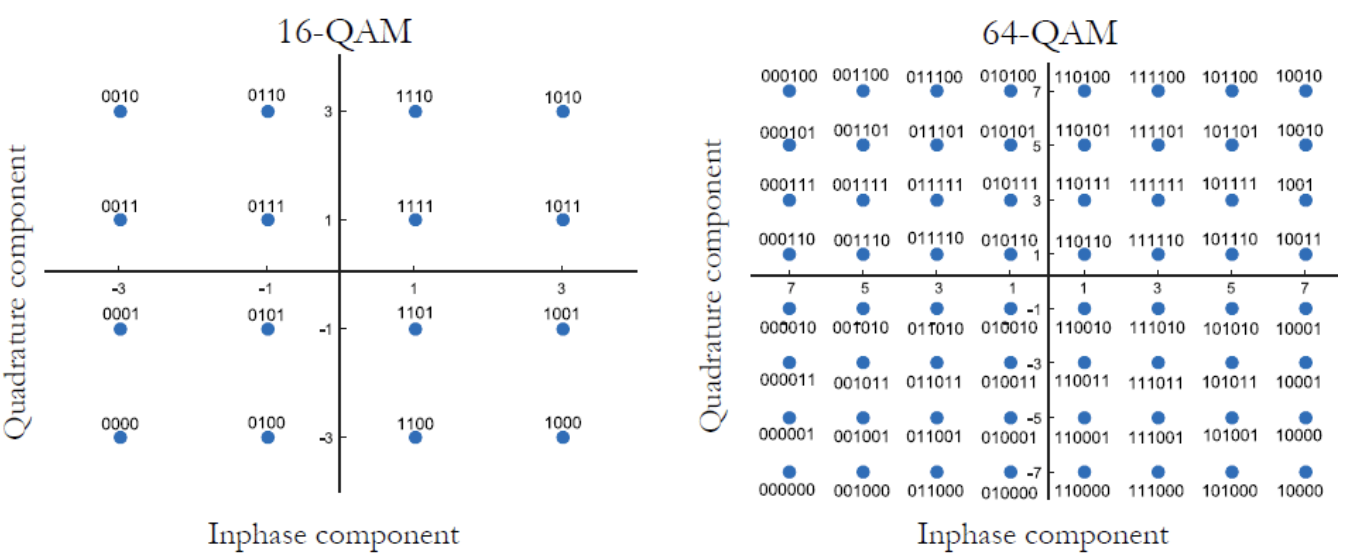 16-QAM
0010 0110 1110 1010
3
0011 0111 1111 1011
1
-3 -1 1 3
0001 0101 1101 1001
-1
0000 0100 1100 1000
-3
Quadrature component
Inphase component
64-QAM
000100 001100 011100 010100 110100 111100 101100 10010
7
000101 001101 011101 010101 110101 111101 101101 10010
5
000111 001111 011111 010111 110111 111111 101111 1001
3
000110 001110 011110 010110 110110 111110 101110 10011
1
7 5 3 1 1 3 5 7
-1
000010 001010 011010 010010 110010 111010 101010 10001
-3
000011 001011 011011 010011 110011 111011 101011 10001
-5
000001 001001 011001 010001 110001 111001 101001 10000
-7
000000 001000 011000 010000 110000 111000 101000 10000
Quadrature component
Inphase component